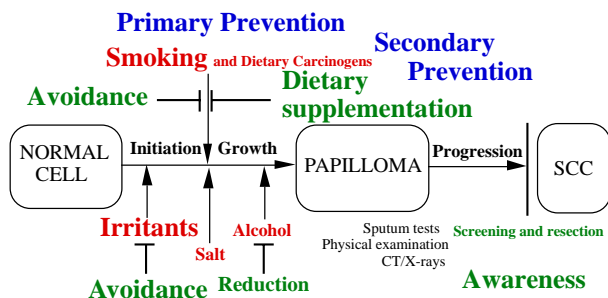 Primary Prevention
Smoking and Dietary Carcinogens
Secondary
Prevention
Avoidance
Dietary
supplementation
NORMAL
CELL
Initiation
Growth
PAPILLOMA
Progression
SCC
Irritants
Salt
Alcohol
Sputum tests
Physical examination
CT/X-rays
Screening and resection
Avoidance
Reduction
Awareness